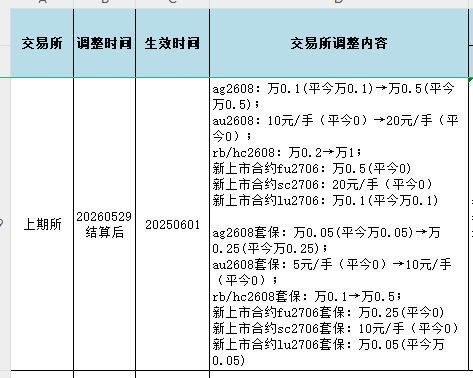 A B C D
交易所 调整时间 生效时间 交易所调整内容
ag2608: 万0.1(平今万0.1)→万0.5(平今
万0.5);
au2608: 10元/手（平今0）→20元/手（平
今0）;
rb/hc2608: 万0.2→万1;
新上市合约fu2706: 万0.5(平今0)
新上市合约sc2706: 20元/手（平今0）
新上市合约lu2706: 万0.1(平今万0.1)
上期所
20260529
结算后
20250601
ag2608套保: 万0.05(平今万0.05)→万
0.25(平今万0.25);
au2608套保: 5元/手（平今0）→10元/手
（平今0）;
rb/hc2608套保: 万0.1→万0.5;
新上市合约fu2706套保: 万0.25(平今0)
新上市合约sc2706套保: 10元/手（平今0）
新上市合约lu2706套保: 万0.05(平今万
0.05)